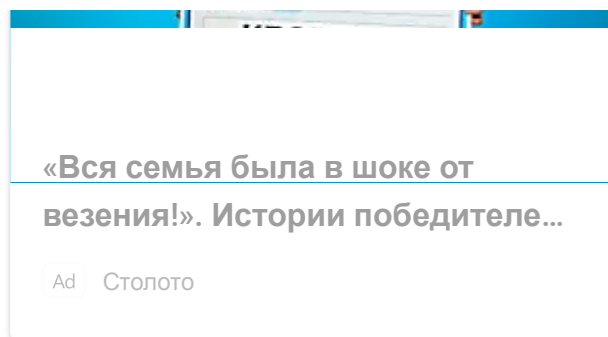 «Вся семья была в шоке от
везения!». Истории победителе...
Ad Столото